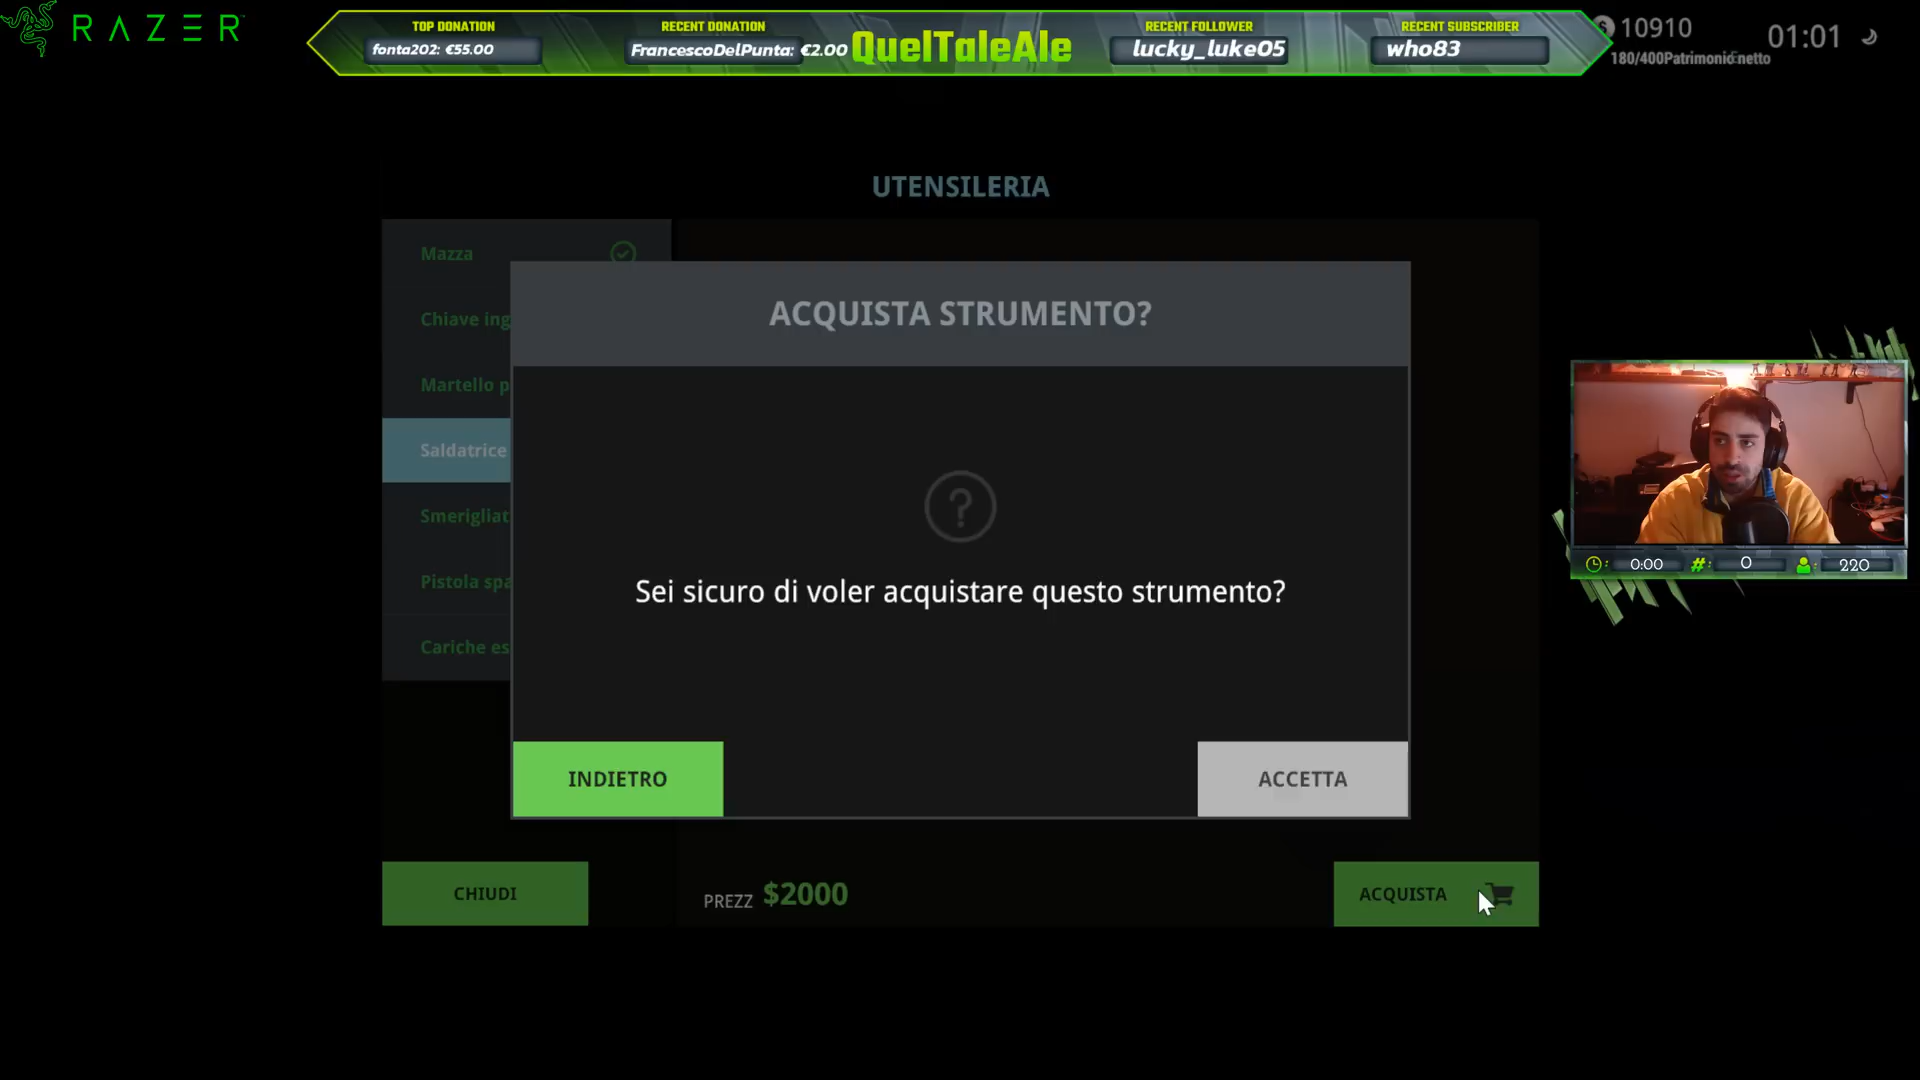 RAZER
TOP DONATION
fonta202: €55.00
RECENT DONATION
FrancescoDelPunta: €2.00
QuelTaleAle
RECENT FOLLOWER
lucky_luke05
RECENT SUBSCRIBER
who83
$ 10910
180/400Patrimonio netto
01:01
UTENSILERIA
Mazza
Chiave ing
Martello p
Saldatrice
Smerigliat
Pistola spa
Cariche es
ACQUISTA STRUMENTO?
?
Sei sicuro di voler acquistare questo strumento?
INDIETRO
ACCETTA
CHIUDI
PREZZ $2000
ACQUISTA
: 0:00 #: 0 : 220